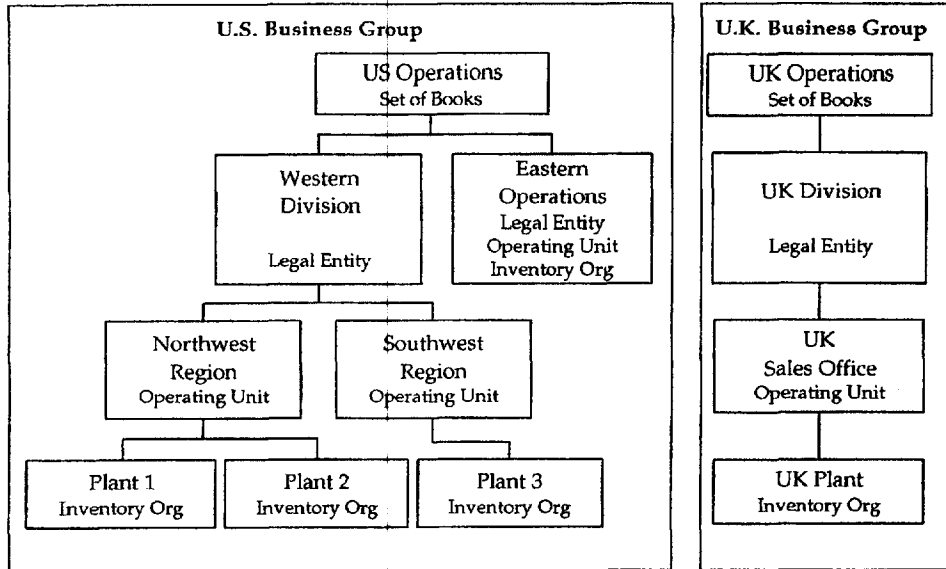 U.S. Business Group
US Operations
Set of Books
Western
Division
Legal Entity
Eastern
Operations
Legal Entity
Operating Unit
Inventory Org
Northwest
Region
Operating Unit
Southwest
Region
Operating Unit
Plant 1
Inventory Org
Plant 2
Inventory Org
Plant 3
Inventory Org
U.K. Business Group
UK Operations
Set of Books
UK Division
Legal Entity
UK
Sales Office
Operating Unit
UK Plant
Inventory Org